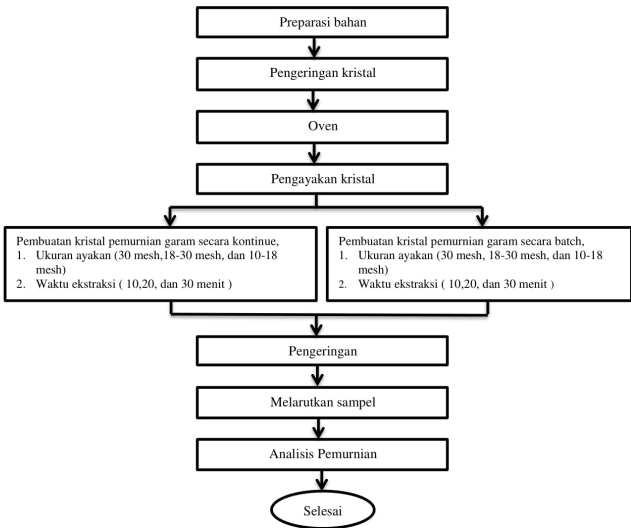 Preparasi bahan
Pengeringan kristal
Oven
Pengayakan kristal
Pembuatan kristal pemurnian garam secara kontinue,
1. Ukuran ayakan (30 mesh,18-30 mesh, dan 10-18
mesh)
2. Waktu ekstraksi ( 10,20, dan 30 menit )
Pembuatan kristal pemurnian garam secara batch,
1. Ukuran ayakan (30 mesh, 18-30 mesh, dan 10-18
mesh)
2. Waktu ekstraksi ( 10,20, dan 30 menit )
Pengeringan
Melarutkan sampel
Analisis Pemurnian
Selesai